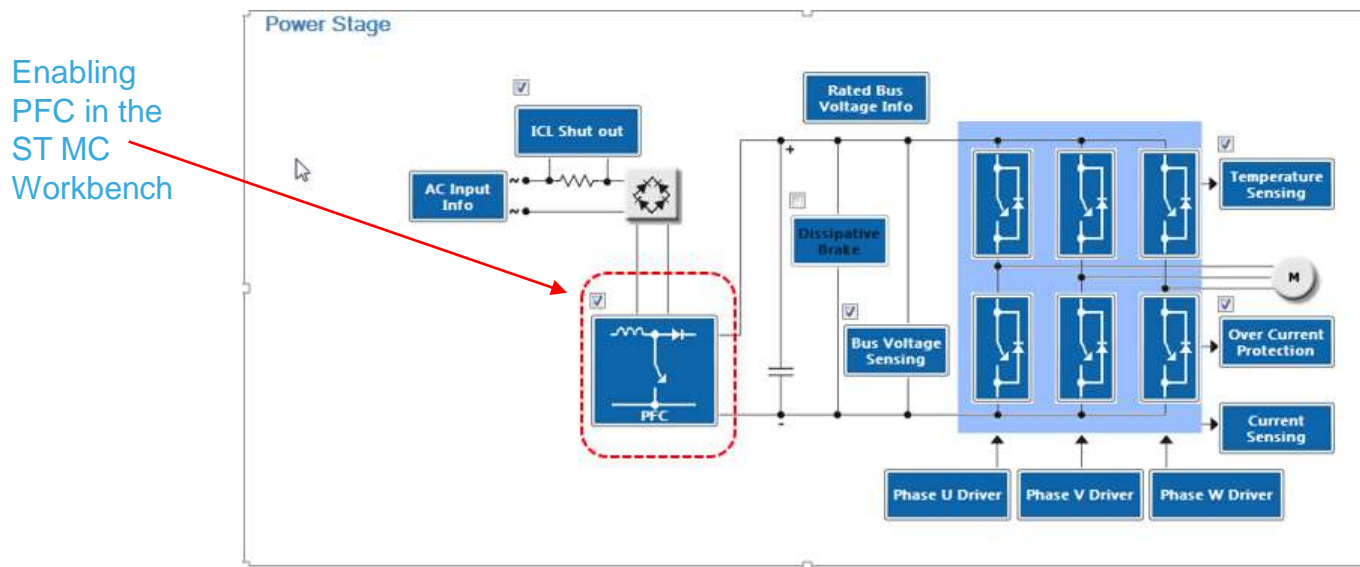 Power Stage
Enabling
PFC in the
ST MC
Workbench
ICL Shut out
AC Input
Info
~
~
Rated Bus
Voltage Info
+
Dissipative
Brake
Bus Voltage
Sensing
-
PFC
Temperature
Sensing
M
Over Current
Protection
Current
Sensing
Phase U Driver
Phase V Driver
Phase W Driver